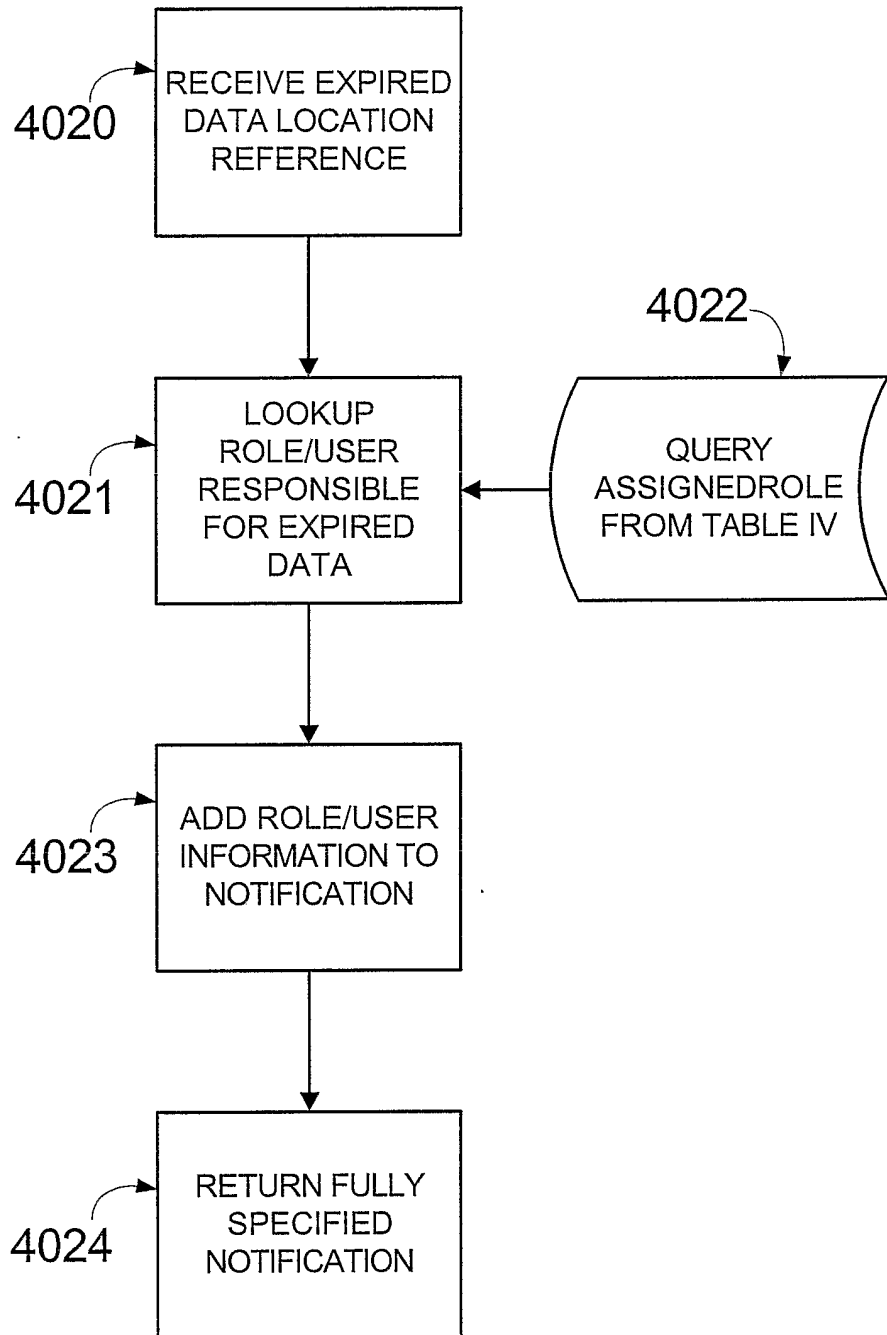 4020
RECEIVE EXPIRED
DATA LOCATION
REFERENCE
4022
4021
LOOKUP
ROLE/USER
RESPONSIBLE
FOR EXPIRED
DATA
QUERY
ASSIGNEDROLE
FROM TABLE IV
4023
ADD ROLE/USER
INFORMATION TO
NOTIFICATION
4024
RETURN FULLY
SPECIFIED
NOTIFICATION